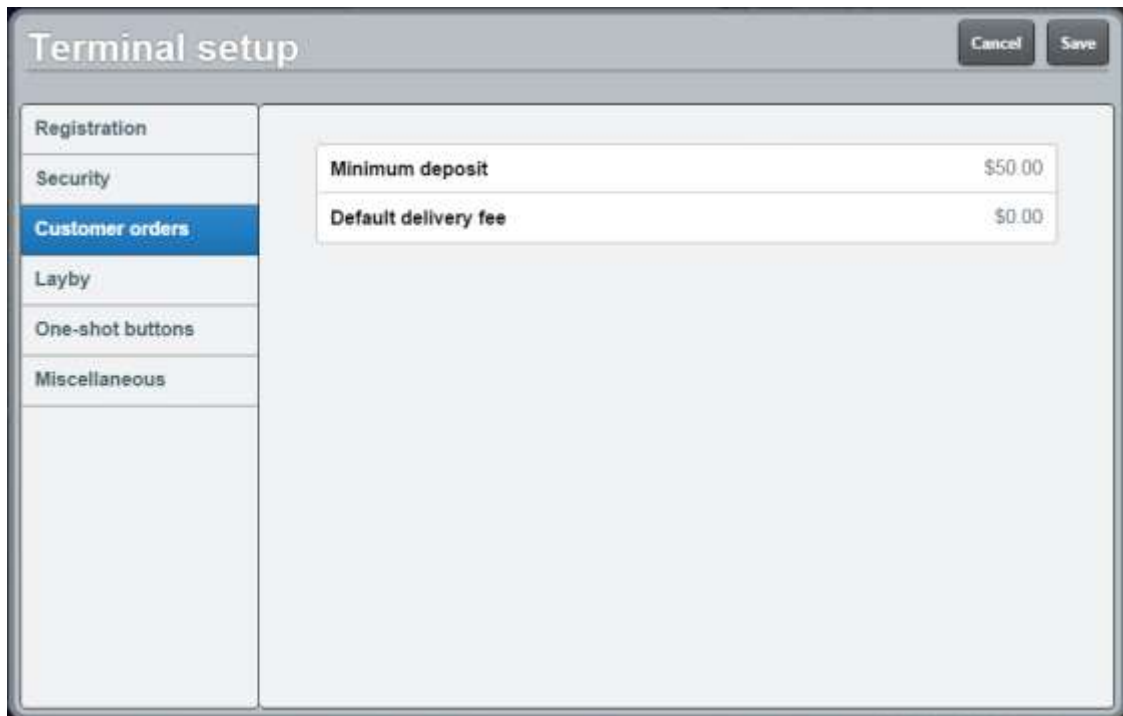 Terminal setup
Cancel
Save
Registration
Security
Customer orders
Layby
One-shot buttons
Miscellaneous
Minimum deposit $50.00
Default delivery fee $0.00